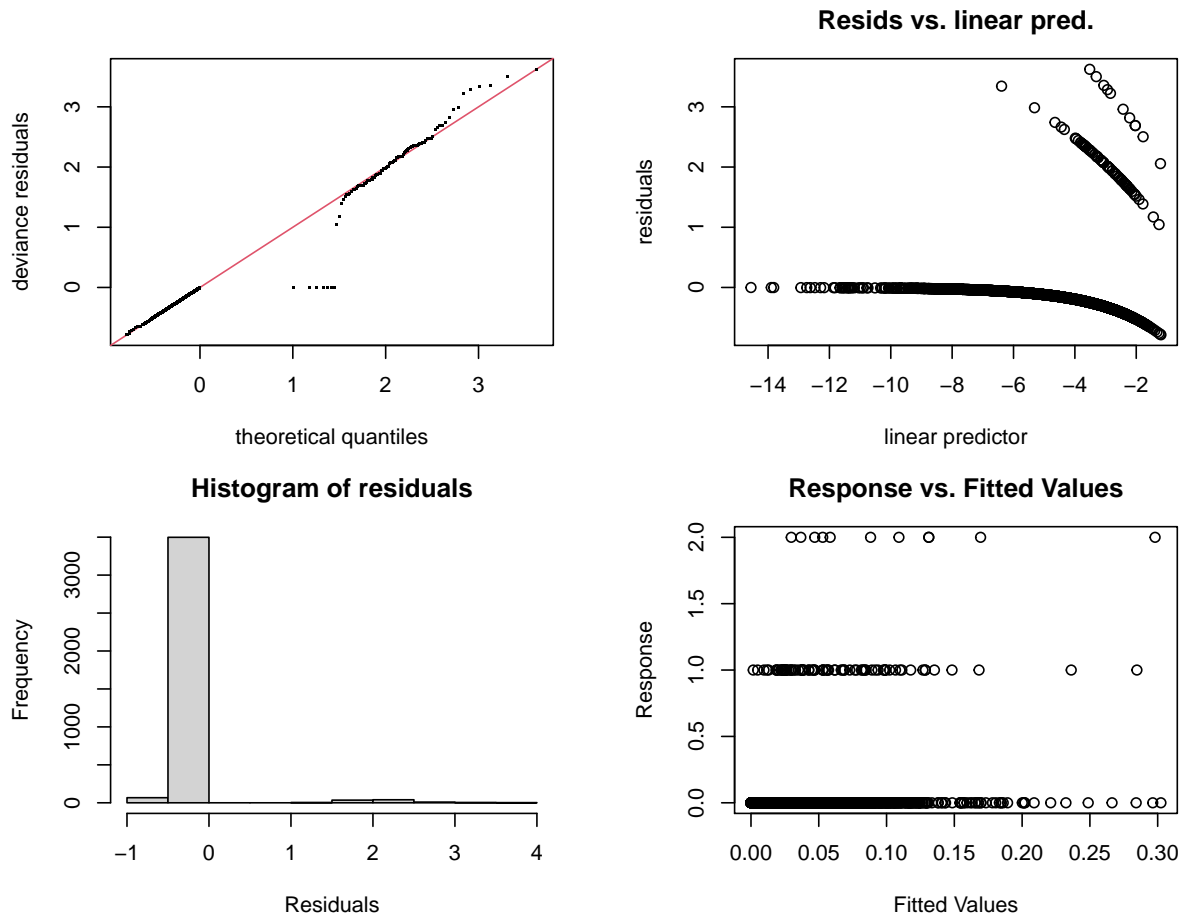 deviance residuals
3
2
1
0
0 1 2 3
theoretical quantiles
Resids vs. linear pred.
residuals
3
2
1
0
−14 −12 −10 −8 −6 −4 −2
linear predictor
Histogram of residuals
Frequency
3000
2000
1000
0
−1 0 1 2 3 4
Residuals
Response vs. Fitted Values
Response
2.0
1.5
1.0
0.5
0.0
0.00 0.05 0.10 0.15 0.20 0.25 0.30
Fitted Values